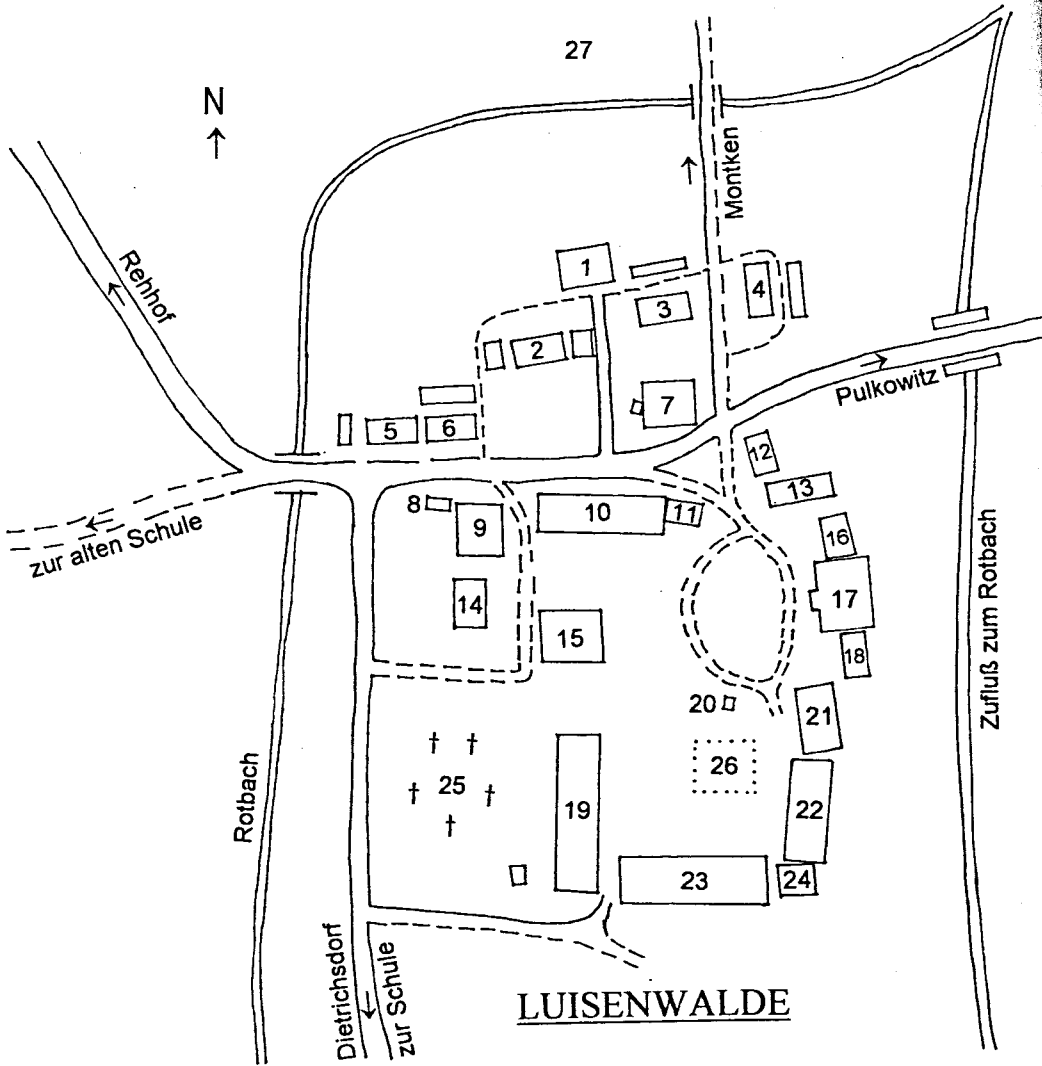 27
N
Montken
Rehhof
1
3
4
2
7
5
6
Pulkowitz
12
13
8
9
10
11
16
zur alten Schule
14
15
17
18
Zufluß zum Rotbach
20
21
25
26
19
22
Rotbach
23
24
Dietrichsdorf
zur Schule
LUISENWALDE